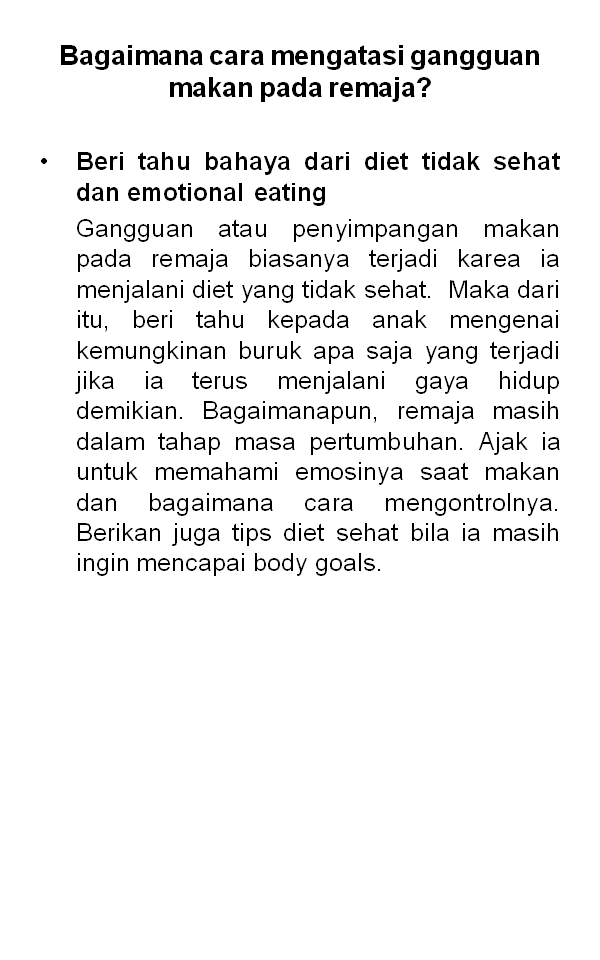 Bagaimana cara mengatasi gangguan
makan pada remaja?
• Beri tahu bahaya dari diet tidak sehat
dan emotional eating
Gangguan atau penyimpangan makan
pada remaja biasanya terjadi karea ia
menjalani diet yang tidak sehat. Maka dari
itu, beri tahu kepada anak mengenai
kemungkinan buruk apa saja yang terjadi
jika ia terus menjalani gaya hidup
demikian. Bagaimanapun, remaja masih
dalam tahap masa pertumbuhan. Ajak ia
untuk memahami emosinya saat makan
dan bagaimana cara mengontrolnya.
Berikan juga tips diet sehat bila ia masih
ingin mencapai body goals.